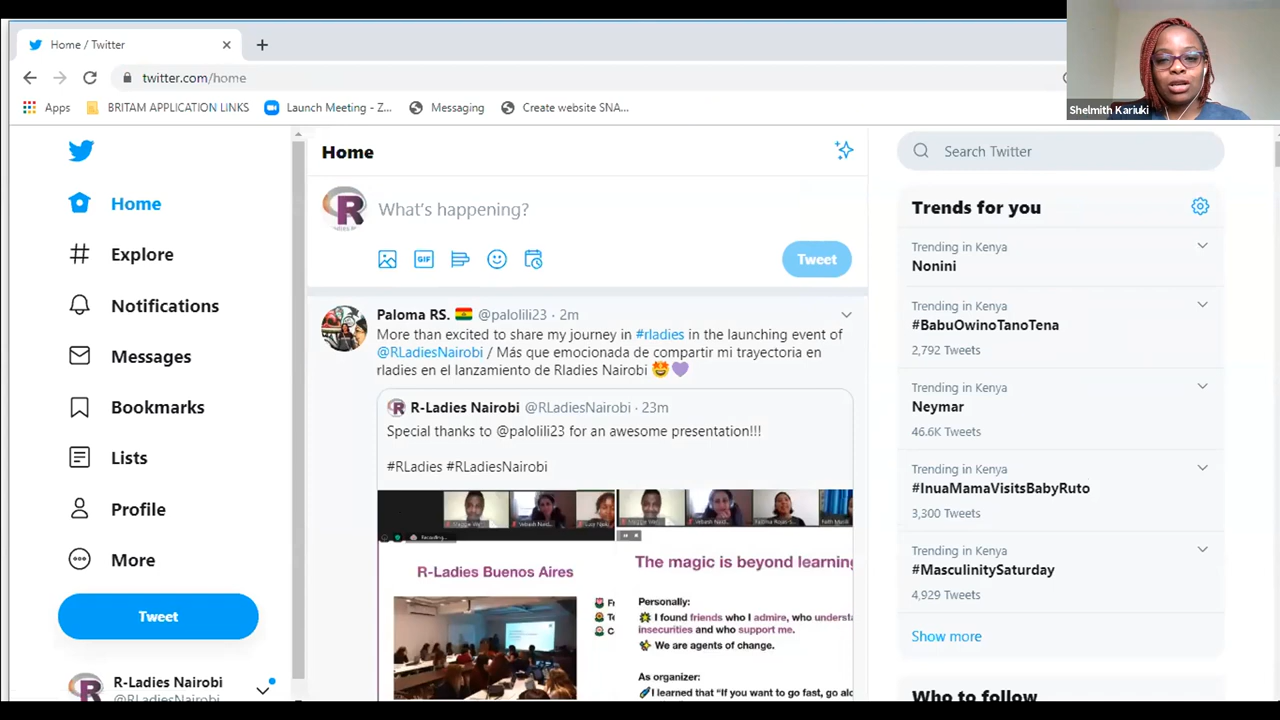 Home / Twitter
twitter.com/home
Apps
BRITAM APPLICATION LINKS
Launch Meeting - Z...
Messaging
Create website SNA...
Shelmith Kariuki
Home
Explore
Notifications
Messages
Bookmarks
Lists
Profile
More
Tweet
R-Ladies Nairobi
@RLadiesNairobi
Home
What's happening?
GIF
Tweet
Paloma RS. @palolili23 · 2m
More than excited to share my journey in #rladies in the launching event of
@RLadiesNairobi / Más que emocionada de compartir mi trayectoria en
rladies en el lanzamiento de Rladies Nairobi
R-Ladies Nairobi @RLadiesNairobi · 23m
Special thanks to @palolili23 for an awesome presentation!!!
#RLadies #RLadiesNairobi
R-Ladies Buenos Aires
The magic is beyond learning
Personally:
I found friends who I admire, who
insecurities and who support me.
We are agents of change.
As organizer:
I learned that "If you want to go fast, go
Search Twitter
Trends for you
Trending in Kenya
Nonini
Trending in Kenya
#BabuOwinoTanoTena
2,792 Tweets
Trending in Kenya
Neymar
46.6K Tweets
Trending in Kenya
#InuaMamaVisitsBabyRuto
3,300 Tweets
Trending in Kenya
#MasculinitySaturday
4,929 Tweets
Show more
Who to follow